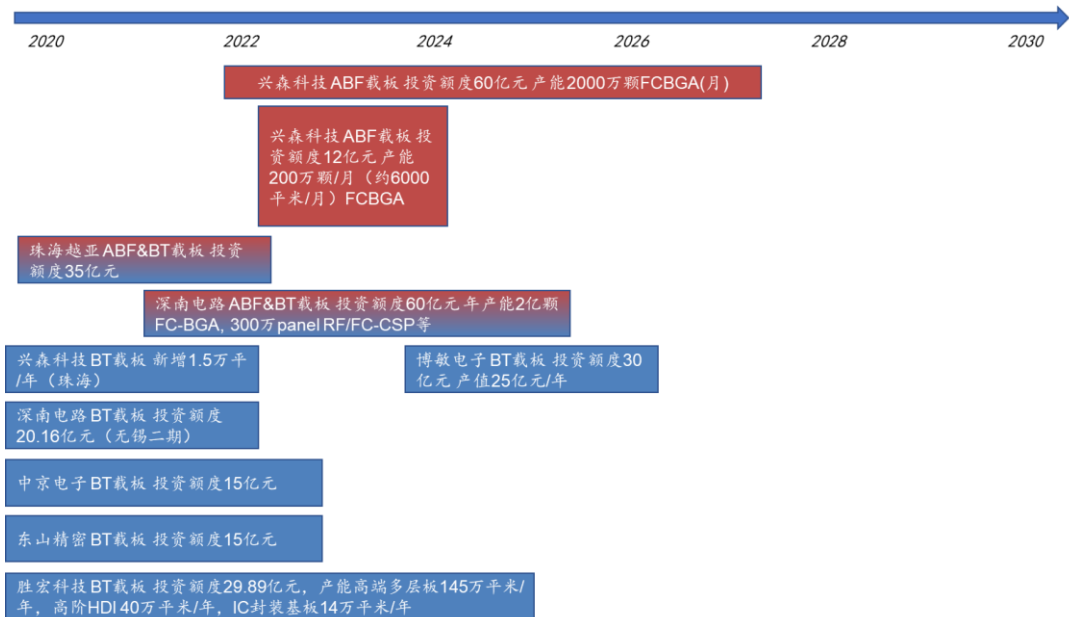 2020 2022 2024 2026 2028 2030
兴森科技ABF载板 投资额度60亿元 产能2000万颗FCBGA(月)
兴森科技ABF载板 投
资额度12亿元 产能
200万颗/月（约6000
平米/月）FCBGA
珠海越亚ABF&BT载板 投资
额度35亿元
深南电路ABF&BT载板 投资额度60亿元 年产能2亿颗
FC-BGA, 300万panel RF/FC-CSP等
兴森科技BT载板 新增1.5万平
/年（珠海）
博敏电子BT载板 投资额度30
亿元 产值25亿元/年
深南电路BT载板 投资额度
20.16亿元（无锡二期）
中京电子BT载板 投资额度15亿元
东山精密BT载板 投资额度15亿元
胜宏科技BT载板 投资额度29.89亿元，产能高端多层板145万平米/
年，高阶HDI 40万平米/年，IC封装基板14万平米/年